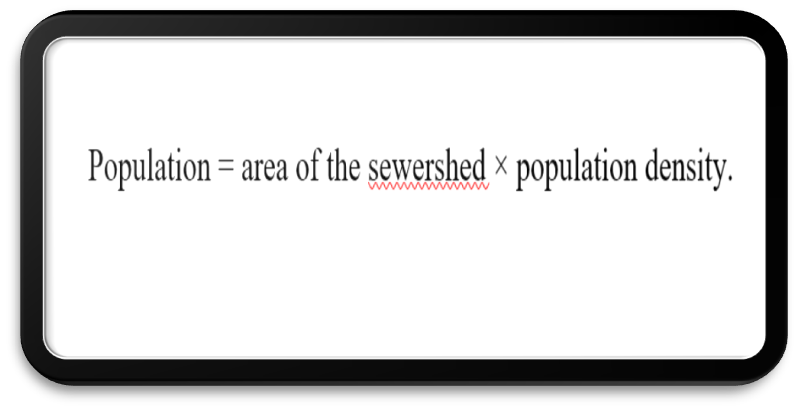 Population = area of the sewershed × population density.